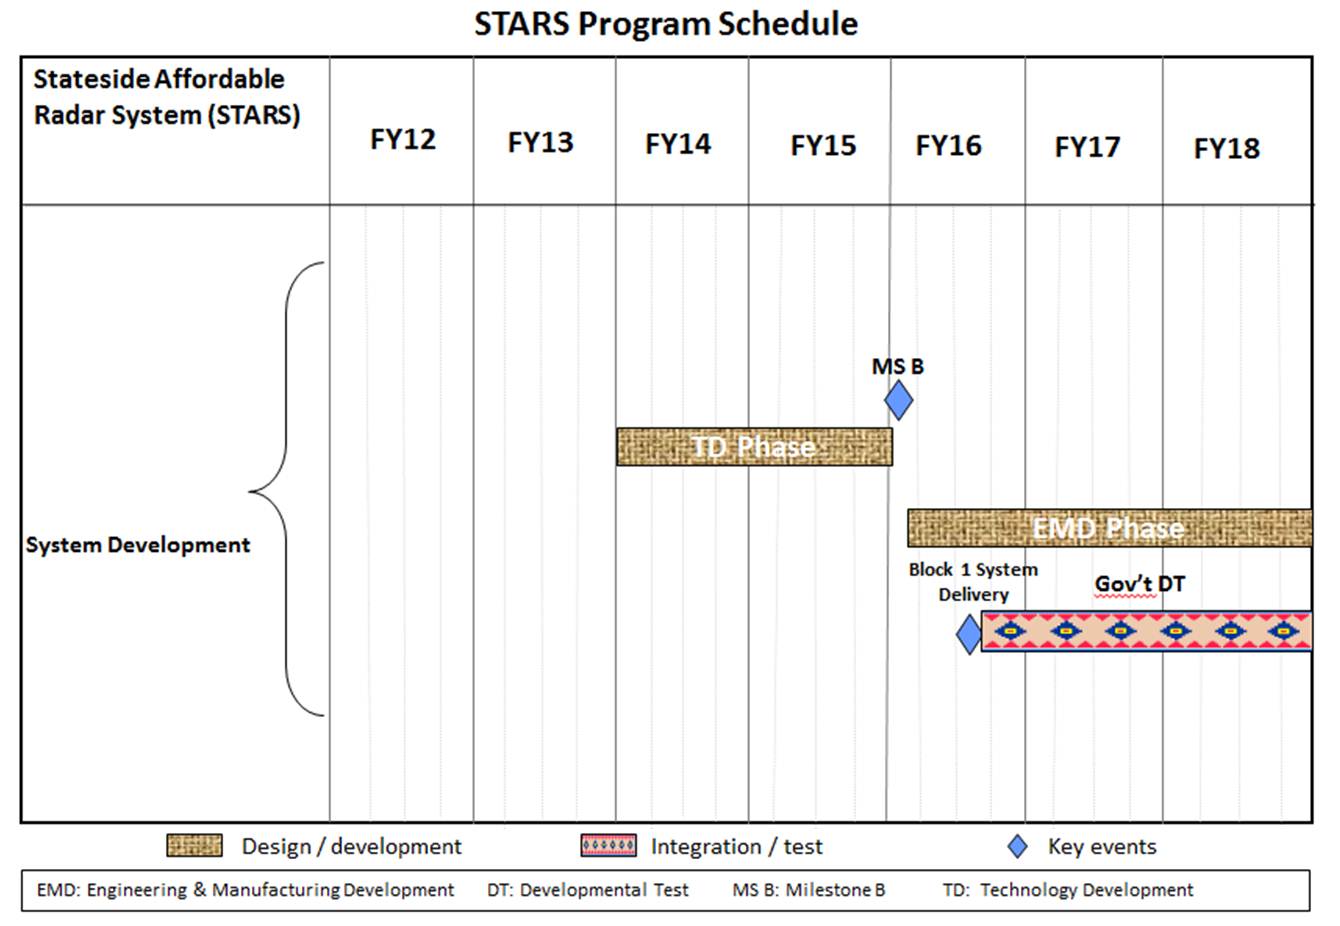 STARS Program Schedule
Stateside Affordable
Radar System (STARS)
FY12
FY13
FY14
FY15
FY16
FY17
FY18
MS B
TD Phase
EMD Phase
System Development
Block 1 System
Delivery
Gov't DT
Design / development
Integration / test
Key events
EMD: Engineering & Manufacturing Development
DT: Developmental Test
MS B: Milestone B
TD: Technology Development